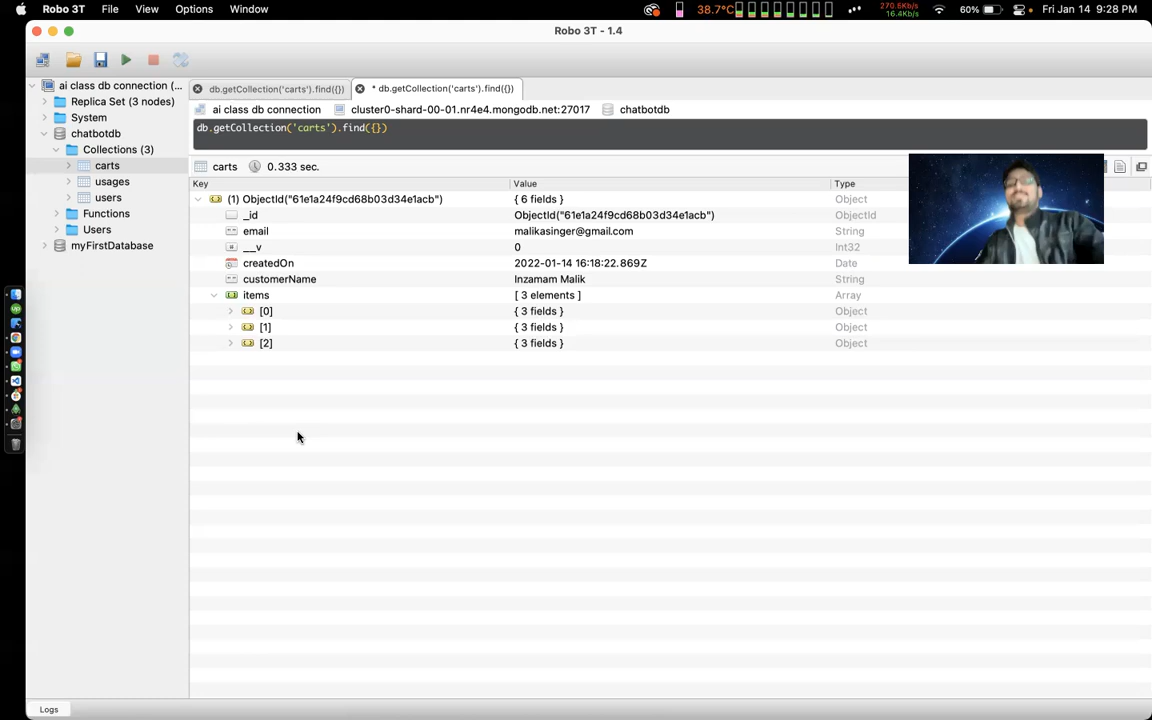 Robo 3T File View Options Window 38.7°C 270.6Kb/s 16.4Kb/s 60% Fri Jan 14 9:28 PM
Robo 3T - 1.4
ai class db connection (...
Replica Set (3 nodes)
System
chatbotdb
Collections (3)
carts
usages
users
Functions
Users
myFirstDatabase
db.getCollection('carts').find({}) * db.getCollection('carts').find({})
ai class db connection cluster0-shard-00-01.nr4e4.mongodb.net:27017 chatbotdb
db.getCollection('carts').find({})
carts 0.333 sec.
Key Value Type
(1) ObjectId("61e1a24f9cd68b03d34e1acb") { 6 fields } Object
_id ObjectId("61e1a24f9cd68b03d34e1acb") ObjectId
email malikasinger@gmail.com String
__v 0 Int32
createdOn 2022-01-14 16:18:22.869Z Date
customerName Inzamam Malik String
items [ 3 elements ] Array
[0] { 3 fields } Object
[1] { 3 fields } Object
[2] { 3 fields } Object
Logs